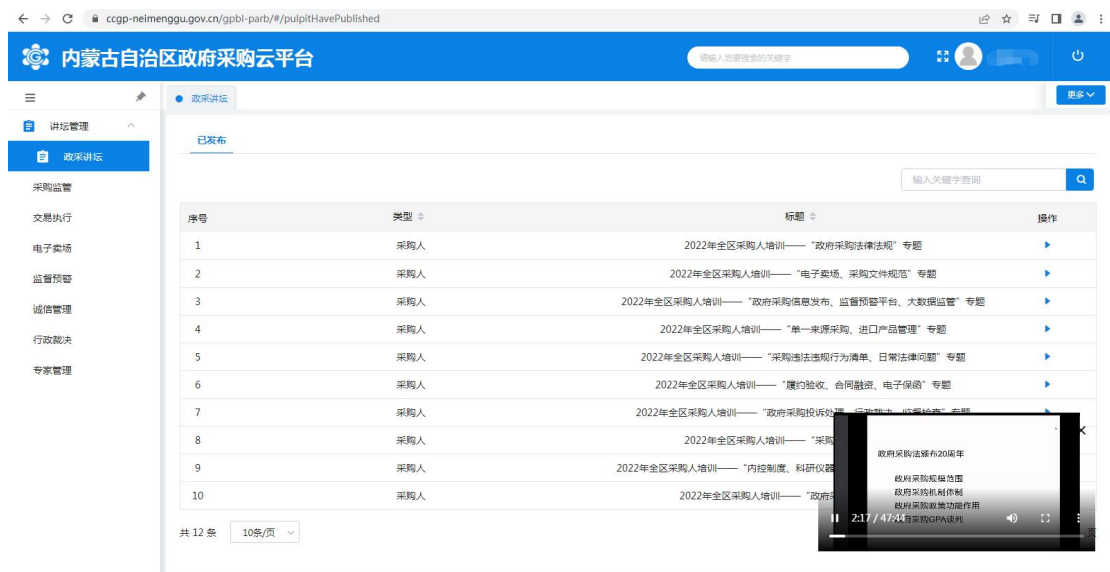 ccgp-neimenggu.gov.cn/gpbl-parb/#/pulpitHavePublished
内蒙古自治区政府采购云平台
请输入您要搜索的关键字
政采讲坛
更多
讲坛管理
政采讲坛
采购监管
交易执行
电子卖场
监督预警
诚信管理
行政裁决
专家管理
已发布
输入关键字查询
序号 类型 标题 操作
1 采购人 2022年全区采购人培训——“政府采购法律法规”专题
2 采购人 2022年全区采购人培训——“电子卖场、采购文件规范”专题
3 采购人 2022年全区采购人培训——“政府采购信息发布、监督预警平台、大数据监管”专题
4 采购人 2022年全区采购人培训——“单一来源采购、进口产品管理”专题
5 采购人 2022年全区采购人培训——“采购违法违规行为清单、日常法律问题”专题
6 采购人 2022年全区采购人培训——“履约验收、合同融资、电子保函”专题
7 采购人 2022年全区采购人培训——“政府采购投诉处理、行政裁决、监督检查”专题
8 采购人 2022年全区采购人培训——“采购
9 采购人 2022年全区采购人培训——“内控制度、科研仪器
10 采购人 2022年全区采购人培训——“政府
共 12 条 10条/页
页
政府采购法颁布20周年
政府采购规模范围
政府采购机制体制
政府采购政策功能作用
政府采购GPA谈判
2:17 / 47:44